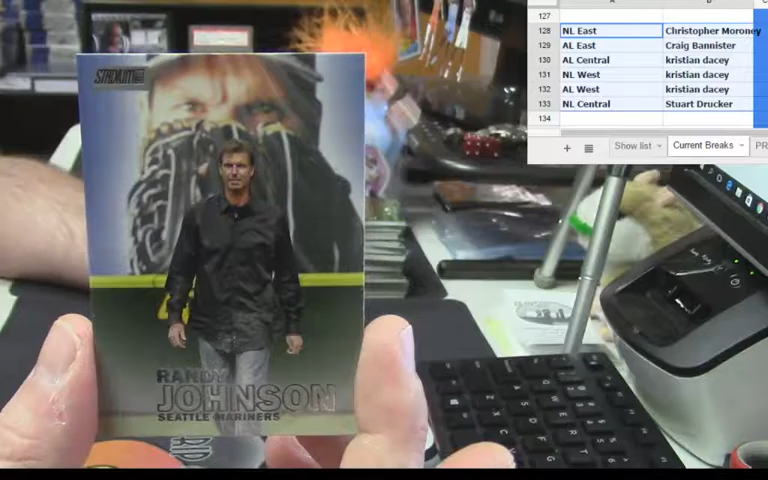 127
128 NL East Christopher Moroney
129 AL East Craig Bannister
130 AL Central kristian dacey
131 NL West kristian dacey
132 AL West kristian dacey
133 NL Central Stuart Drucker
134
+ Show list Current Breaks PR
STADIUM
RANDY
JOHNSON
SEATTLE MARINERS